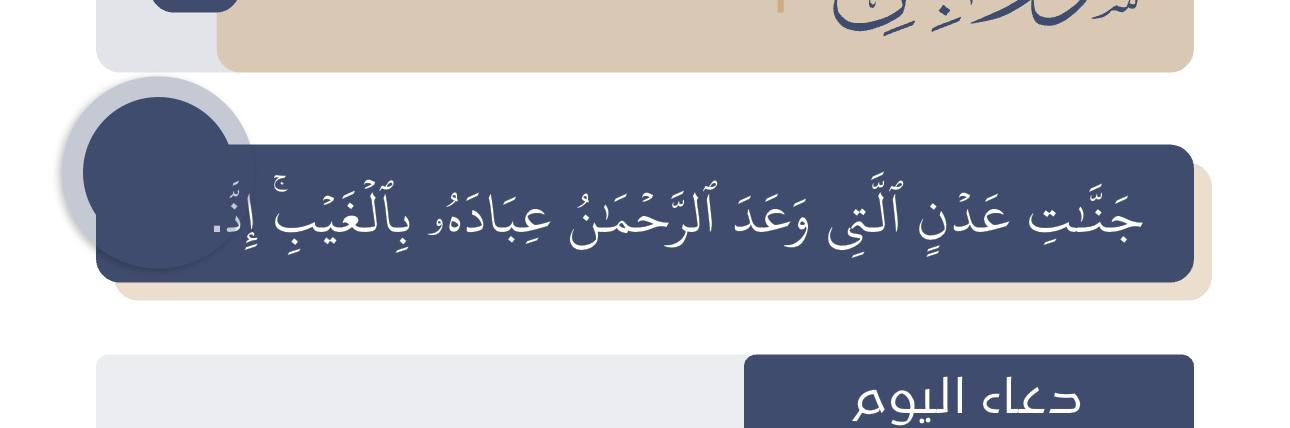 جَنَّـٰتِ عَدۡنٍ ٱلَّتِي وَعَدَ ٱلرَّحۡمَـٰنُ عِبَادَهُۥ بِٱلۡغَيۡبِۚ
دعاء اليوم